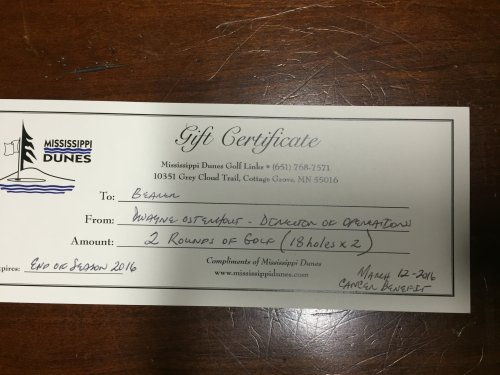 MISSISSIPPI
DUNES
Gift Certificate
Mississippi Dunes Golf Links • (651) 768-7571
10351 Grey Cloud Trail, Cottage Grove, MN 55016
To: BEARER
From: DWAYNE OSTERHOUT - DIRECTOR OF OPERATIONS
Amount: 2 ROUNDS OF GOLF (18 holes x 2)
xpires: END OF SEASON 2016
Compliments of Mississippi Dunes
www.mississippidunes.com
MARCH 12-2016
CANCER BENEFIT